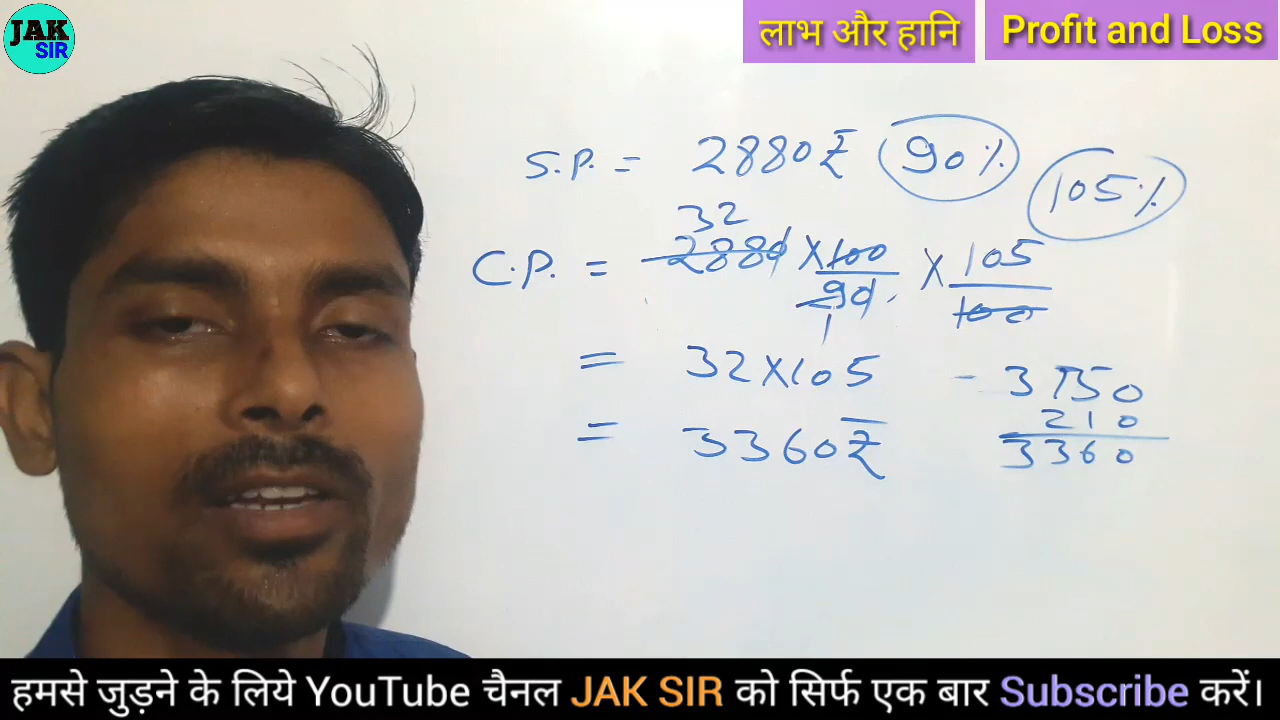 JAK
SIR
लाभ और हानि
Profit and Loss
S.P. = 2880₹ 90%
105%
32
C.P. = 2880 × 100/90 × 105/100
1
= 32×105
= 3360₹
- 3150
210
3360
हमसे जुड़ने के लिये YouTube चैनल JAK SIR को सिर्फ एक बार Subscribe करें।